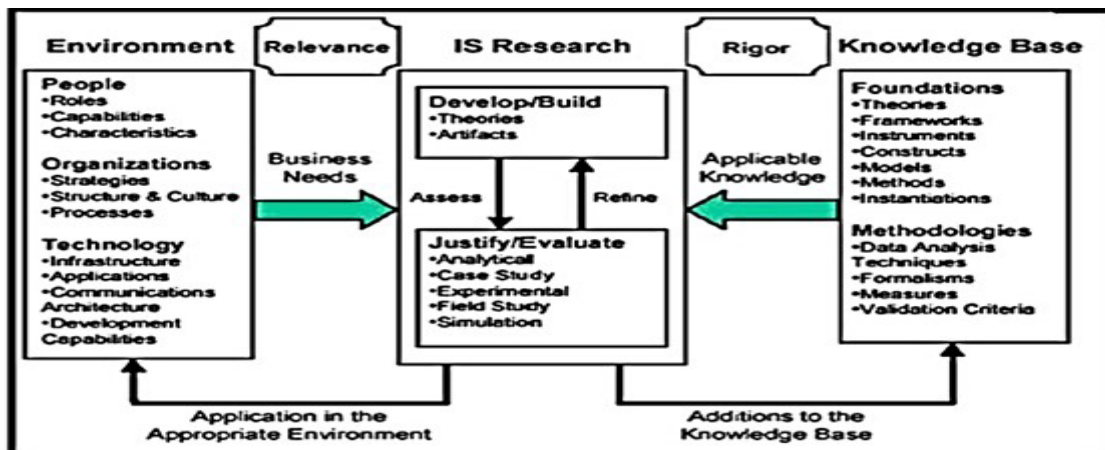 Environment
Relevance
IS Research
Rigor
Knowledge Base
People
•Roles
•Capabilities
•Characteristics
Organizations
•Strategies
•Structure & Culture
•Processes
Technology
•Infrastructure
•Applications
•Communications
Architecture
•Development
Capabilities
Business
Needs
Develop/Build
•Theories
•Artifacts
Assess
Refine
Justify/Evaluate
•Analyticall
•Case Study
•Experimental
•Field Study
•Simulation
Applicable
Knowledge
Foundations
•Theories
•Frameworks
•Instruments
•Constructs
•Models
•Methods
•Instantiations
Methodologies
•Data Analysis
Techniques
•Formalisms
•Measures
•Validation Criteria
Application in the
Appropriate Environment
Additions to the
Knowledge Base